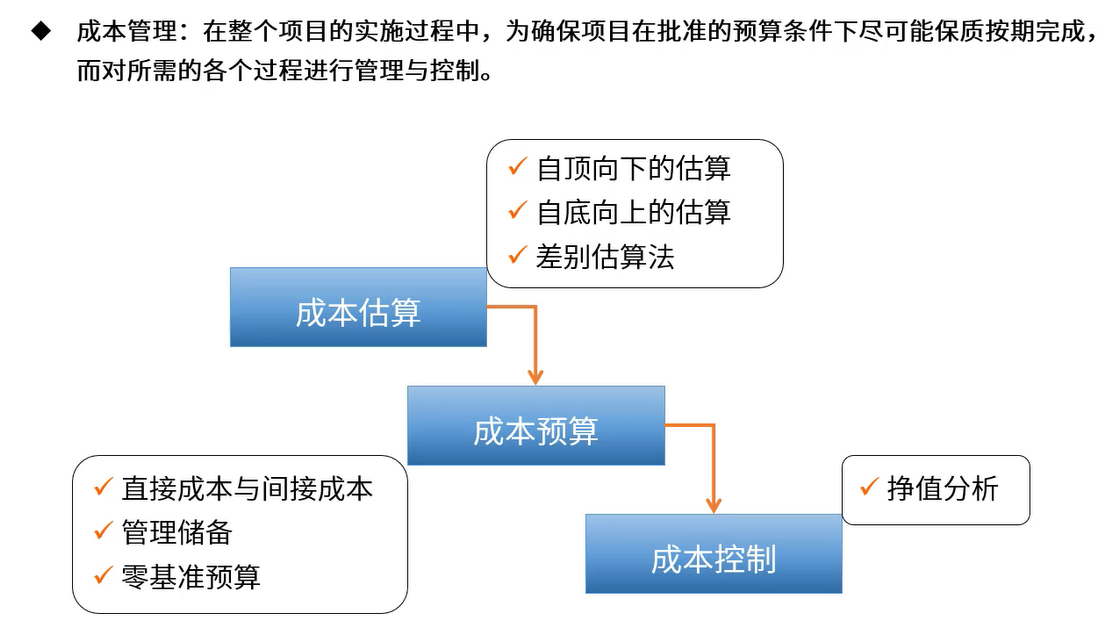 成本管理：在整个项目的实施过程中，为确保项目在批准的预算条件下尽可能保质按期完成，
而对所需的各个过程进行管理与控制。
自顶向下的估算
自底向上的估算
差别估算法
成本估算
成本预算
直接成本与间接成本
管理储备
零基准预算
挣值分析
成本控制